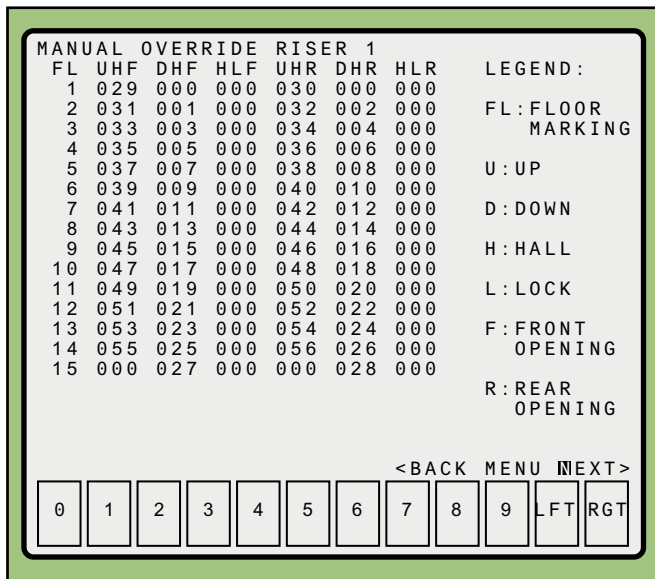 MANUAL OVERRIDE RISER 1
FL UHF DHF HLF UHR DHR HLR
1 029 000 000 030 000 000
2 031 001 000 032 002 000
3 033 003 000 034 004 000
4 035 005 000 036 006 000
5 037 007 000 038 008 000
6 039 009 000 040 010 000
7 041 011 000 042 012 000
8 043 013 000 044 014 000
9 045 015 000 046 016 000
10 047 017 000 048 018 000
11 049 019 000 050 020 000
12 051 021 000 052 022 000
13 053 023 000 054 024 000
14 055 025 000 056 026 000
15 000 027 000 000 028 000
LEGEND:
FL:FLOOR
MARKING
U:UP
D:DOWN
H:HALL
L:LOCK
F:FRONT
OPENING
R:REAR
OPENING
<BACK MENU NEXT>
0 1 2 3 4 5 6 7 8 9 LFT RGT